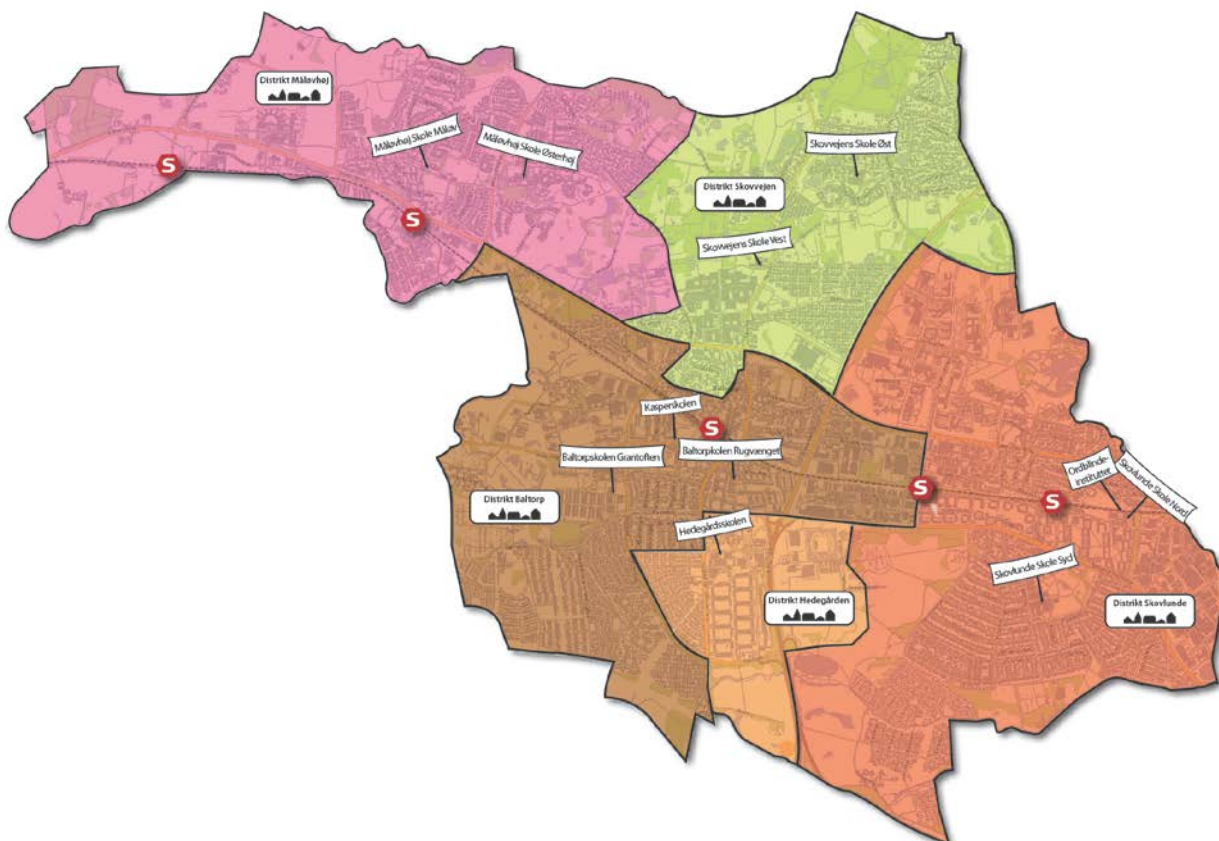 Distrikt Måløvhøj
Måløvhøj Skole Måløv
Måløvhøj Skole Østerhøj
Skovvejens Skole Øst
Distrikt Skovvejen
Skovvejens Skole Vest
S
S
Kasperskolen
S
Baltorpskolen Grantoften
Baltorpkolen Rugvænget
Distrikt Baltorp
S
S
Ordblinde-
instituttet
Skovlunde Skole Nord
Hedegårdsskolen
Skovlunde Skole Syd
Distrikt Hedegården
Distrikt Skovlunde